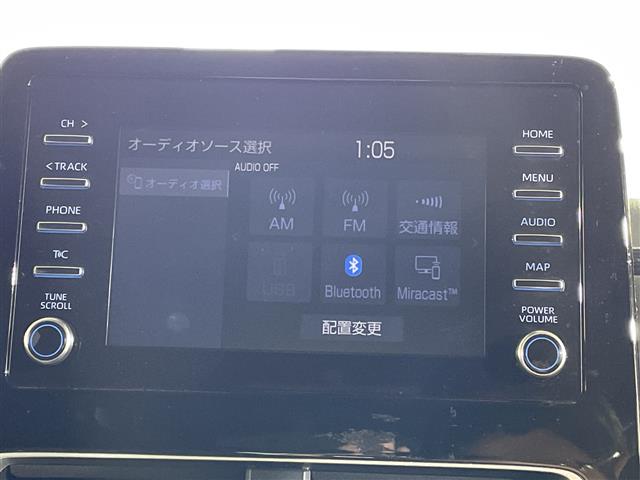 CH >
< TRACK
PHONE
T℃
TUNE
SCROLL
オーディオソース選択
1:05
AUDIO OFF
オーディオ選択
AM
FM
交通情報
USB
Bluetooth
Miracast™
配置変更
HOME
MENU
AUDIO
MAP
POWER
VOLUME